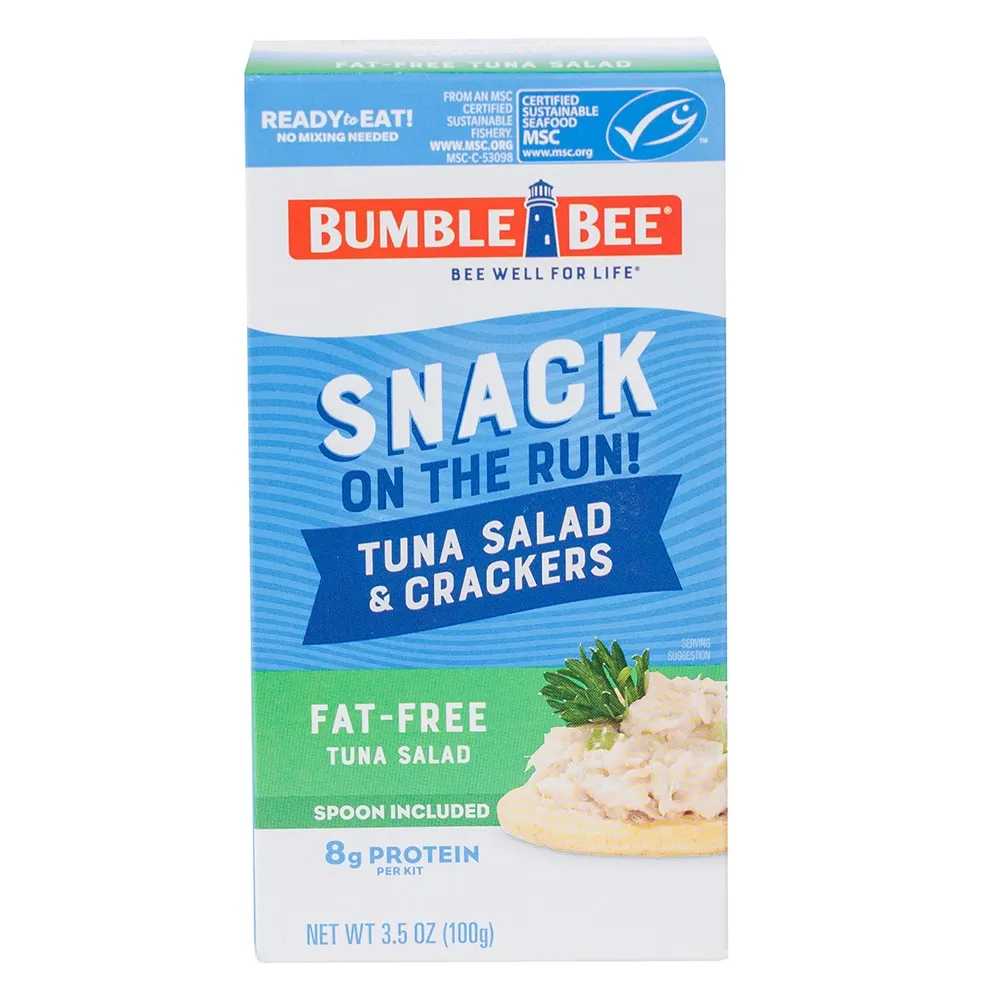 FAT-FREE TUNA SALAD
READY to EAT!
NO MIXING NEEDED
FROM AN MSC
CERTIFIED
SUSTAINABLE
FISHERY.
WWW.MSC.ORG
MSC-C-53098
CERTIFIED
SUSTAINABLE
SEAFOOD
MSC
www.msc.org
TM
BUMBLE BEE®
BEE WELL FOR LIFE®
SNACK
ON THE RUN!
TUNA SALAD
& CRACKERS
SERVING
SUGGESTION
FAT-FREE
TUNA SALAD
SPOON INCLUDED
8g PROTEIN
PER KIT
NET WT 3.5 OZ (100g)